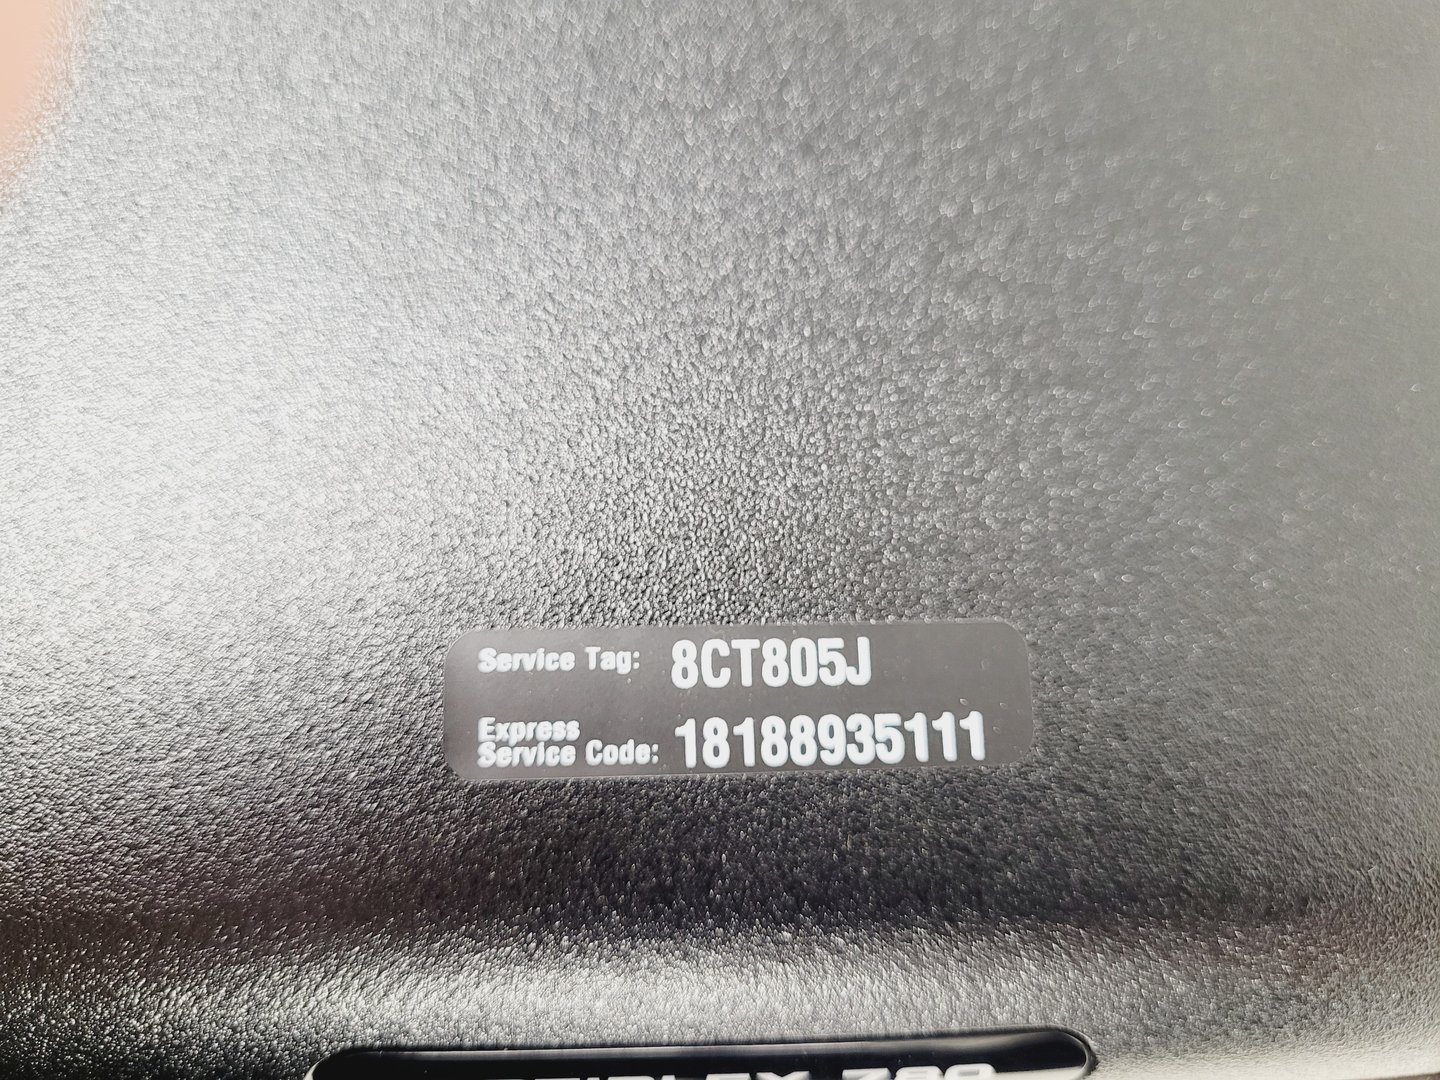 Service Tag: 8CT805J
Express
Service Code: 18188935111